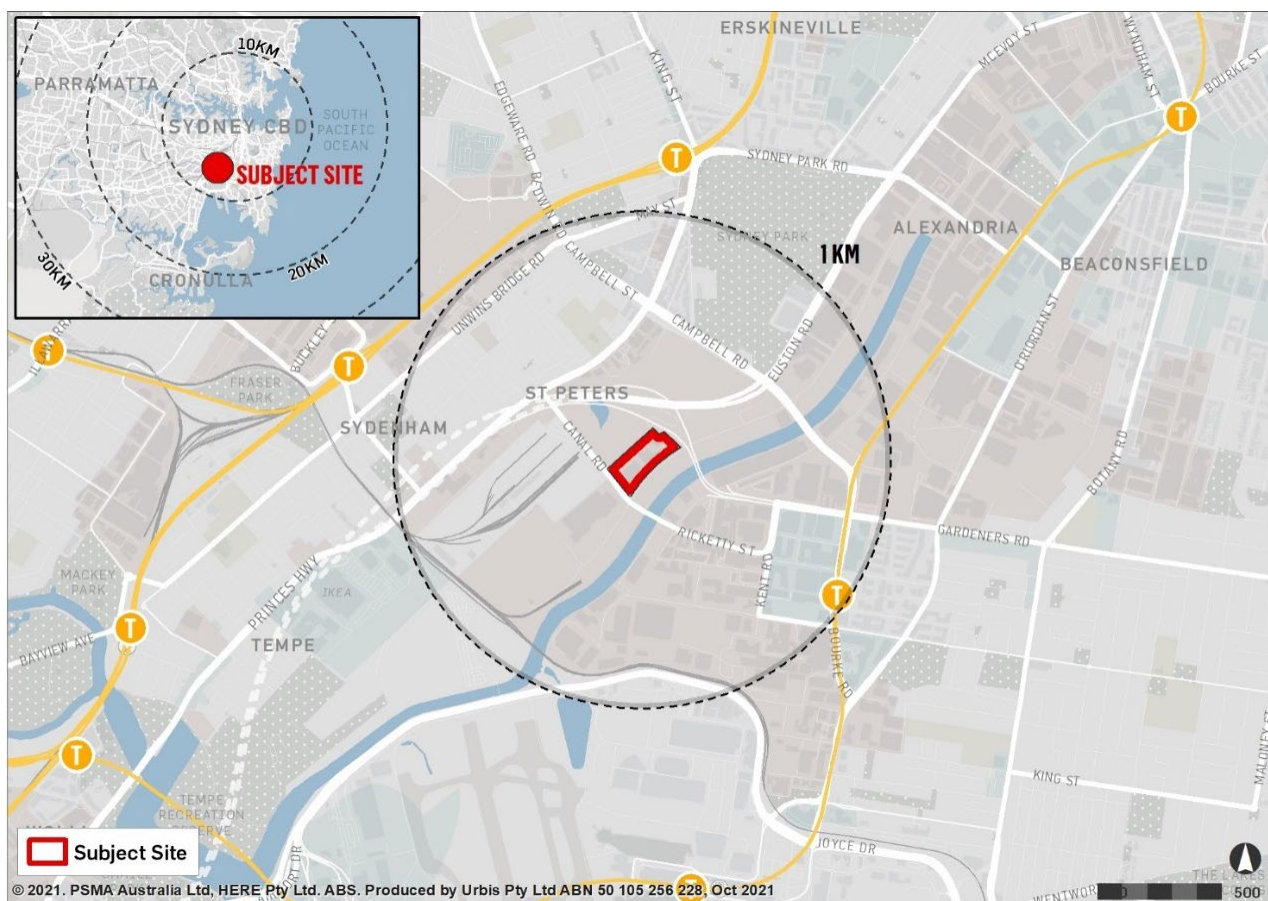 10KM
PARRAMATTA
SYDNEY CBD
SOUTH
PACIFIC
OCEAN
SUBJECT SITE
30KM
20KM
CRONULLA
ERSKINEVILLE
KING ST
MCEVOY ST
WYNDHAM ST
BOURKE ST
EDGEWARE RD
BEDWIN RD
T
T
SYDNEY PARK RD
MAY ST
SYDNEY PARK
1KM
ALEXANDRIA
BEACONSFIELD
UNWINS BRIDGE RD
CAMPBELL ST
CAMPBELL RD
EUSTON RD
O'RIORDAN ST
BUCKLEY
T
T
FRASER
PARK
SYDENHAM
ST PETERS
CANAL RD
BOTANY RD
RICKETTY ST
GARDENERS RD
KENT RD
MACKEY
PARK
PRINCES HWY
IKEA
T
T
BAYVIEW AVE
TEMPE
BOURKE RD
T
TEMPE
RECREATION
RESERVE
KING ST
MALONEY ST
JOYCE DR
Subject Site
T
THE LAKES
500
© 2021. PSMA Australia Ltd, HERE Pty Ltd. ABS. Produced by Urbis Pty Ltd ABN 50 105 256 228, Oct 2021